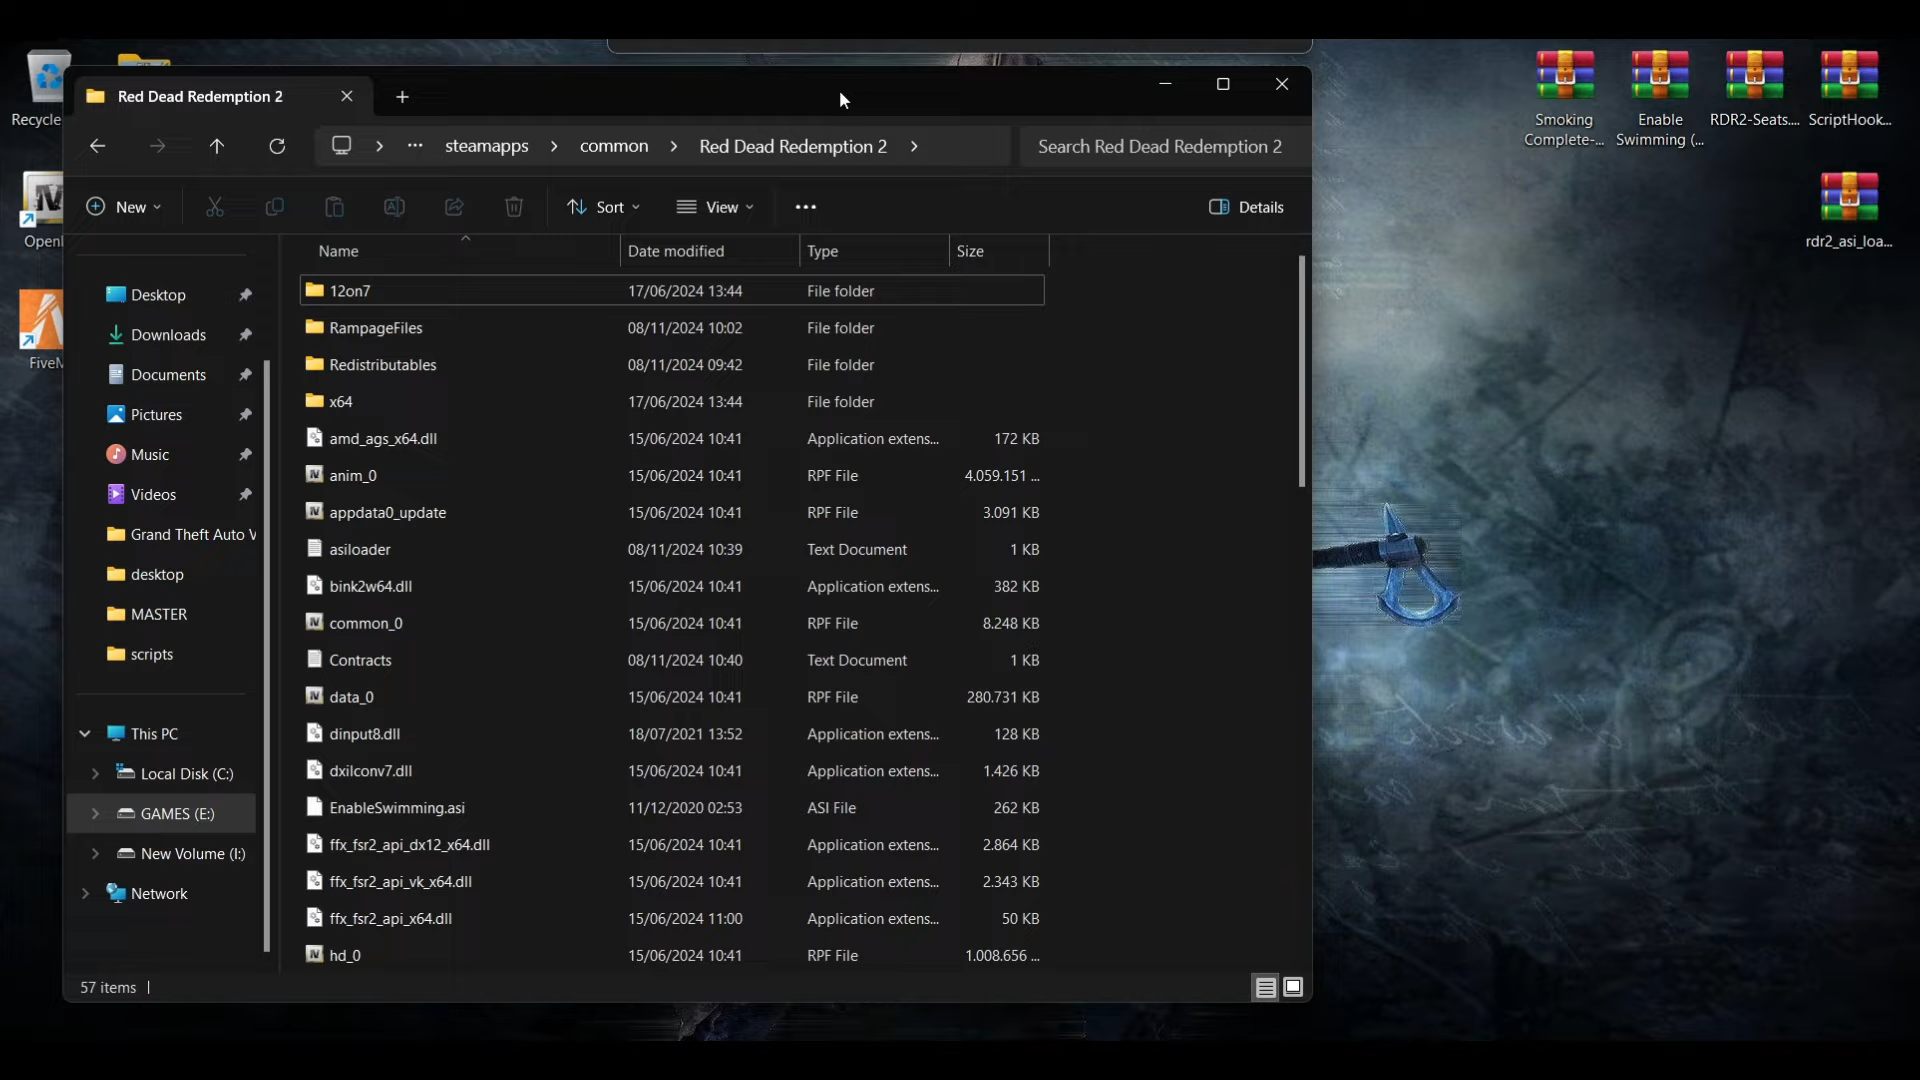 Recycle
OpenI
FiveM
Smoking
Complete-...
Enable
Swimming (...
RDR2-Seats....
ScriptHook...
rdr2_asi_loa...
Red Dead Redemption 2
steamapps
common
Red Dead Redemption 2
Search Red Dead Redemption 2
New
Sort
View
Details
Name Date modified Type Size
12on7 17/06/2024 13:44 File folder
RampageFiles 08/11/2024 10:02 File folder
Redistributables 08/11/2024 09:42 File folder
x64 17/06/2024 13:44 File folder
amd_ags_x64.dll 15/06/2024 10:41 Application extens... 172 KB
anim_0 15/06/2024 10:41 RPF File 4.059.151 ...
appdata0_update 15/06/2024 10:41 RPF File 3.091 KB
asiloader 08/11/2024 10:39 Text Document 1 KB
bink2w64.dll 15/06/2024 10:41 Application extens... 382 KB
common_0 15/06/2024 10:41 RPF File 8.248 KB
Contracts 08/11/2024 10:40 Text Document 1 KB
data_0 15/06/2024 10:41 RPF File 280.731 KB
dinput8.dll 18/07/2021 13:52 Application extens... 128 KB
dxilconv7.dll 15/06/2024 10:41 Application extens... 1.426 KB
EnableSwimming.asi 11/12/2020 02:53 ASI File 262 KB
ffx_fsr2_api_dx12_x64.dll 15/06/2024 10:41 Application extens... 2.864 KB
ffx_fsr2_api_vk_x64.dll 15/06/2024 10:41 Application extens... 2.343 KB
ffx_fsr2_api_x64.dll 15/06/2024 11:00 Application extens... 50 KB
hd_0 15/06/2024 10:41 RPF File 1.008.656 ...
Desktop
Downloads
Documents
Pictures
Music
Videos
Grand Theft Auto V
desktop
MASTER
scripts
This PC
Local Disk (C:)
GAMES (E:)
New Volume (I:)
Network
57 items